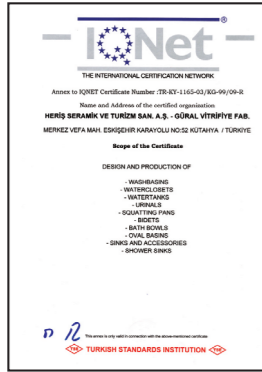 IQNet
®
THE INTERNATIONAL CERTIFICATION NETWORK
Annex to IQNET Certificate Number :TR-KY-1165-03/KG-99/09-R
Name and Address of the certified organization
HERİŞ SERAMİK VE TURİZM SAN. A.Ş. - GÜRAL VİTRİFİYE FAB.
MERKEZ VEFA MAH. ESKİŞEHİR KARAYOLU NO:52 KÜTAHYA / TÜRKİYE
Scope of the Certificate
DESIGN AND PRODUCTION OF
- WASHBASINS
- WATERCLOSETS
- WATERTANKS
- URINALS
- SQUATTING PANS
- BIDETS
- BATH BOWLS
- OVAL BASINS
- SINKS AND ACCESSORIES
- SHOWER SINKS
This annex is only valid in connection with the above-mentioned certificate
TSE TURKISH STANDARDS INSTITUTION TSE